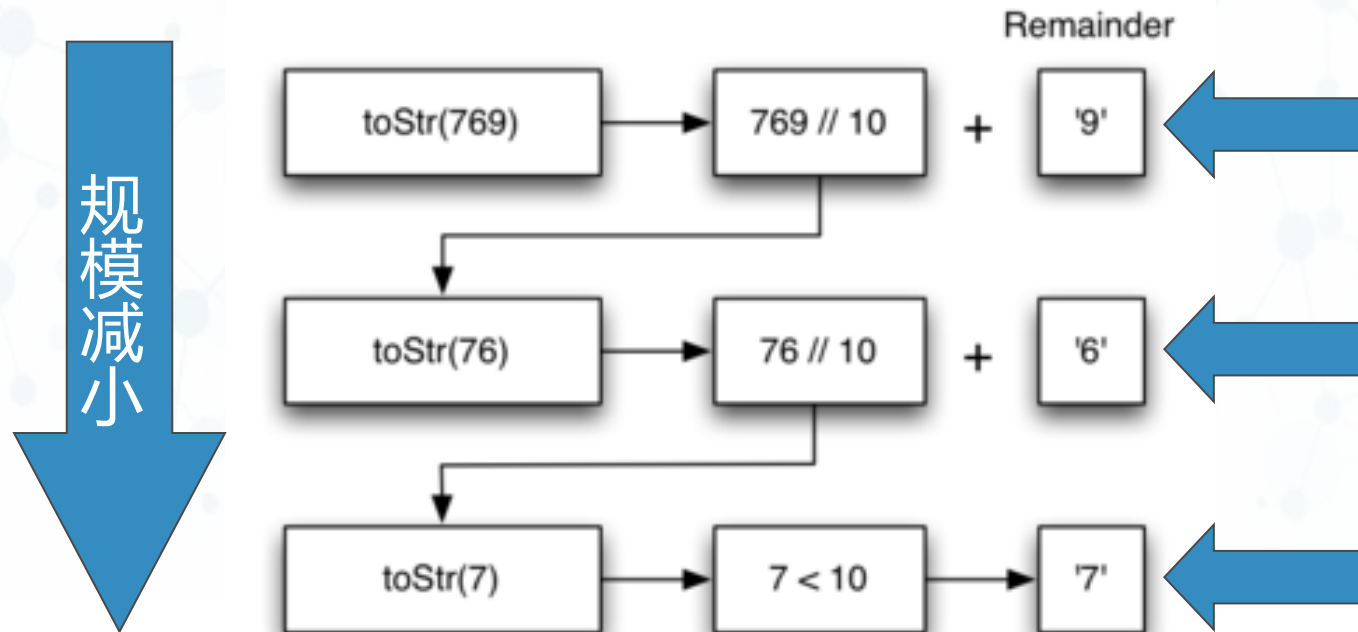 Remainder
规模减小
toStr(769)
769 // 10
+
'9'
toStr(76)
76 // 10
+
'6'
toStr(7)
7 < 10
'7'